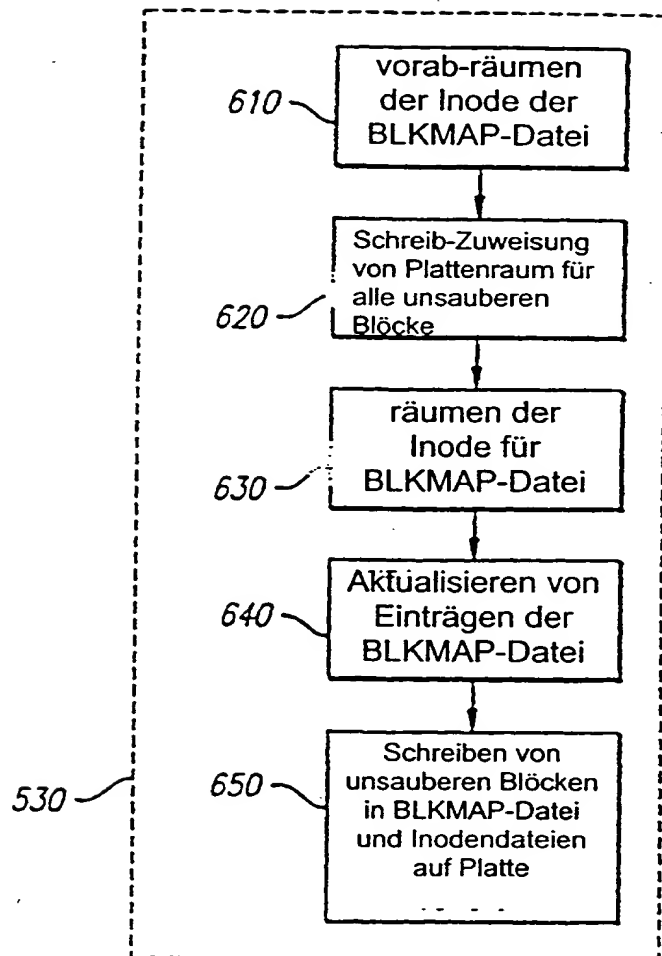 610
vorab-räumen
der Inode der
BLKMAP-Datei
620
Schreib-Zuweisung
von Plattenraum für
alle unsauberen
Blöcke
630
räumen der
Inode für
BLKMAP-Datei
640
Aktualisieren von
Einträgen der
BLKMAP-Datei
530
650
Schreiben von
unsauberen Blöcken
in BLKMAP-Datei
und Inodendateien
auf Platte